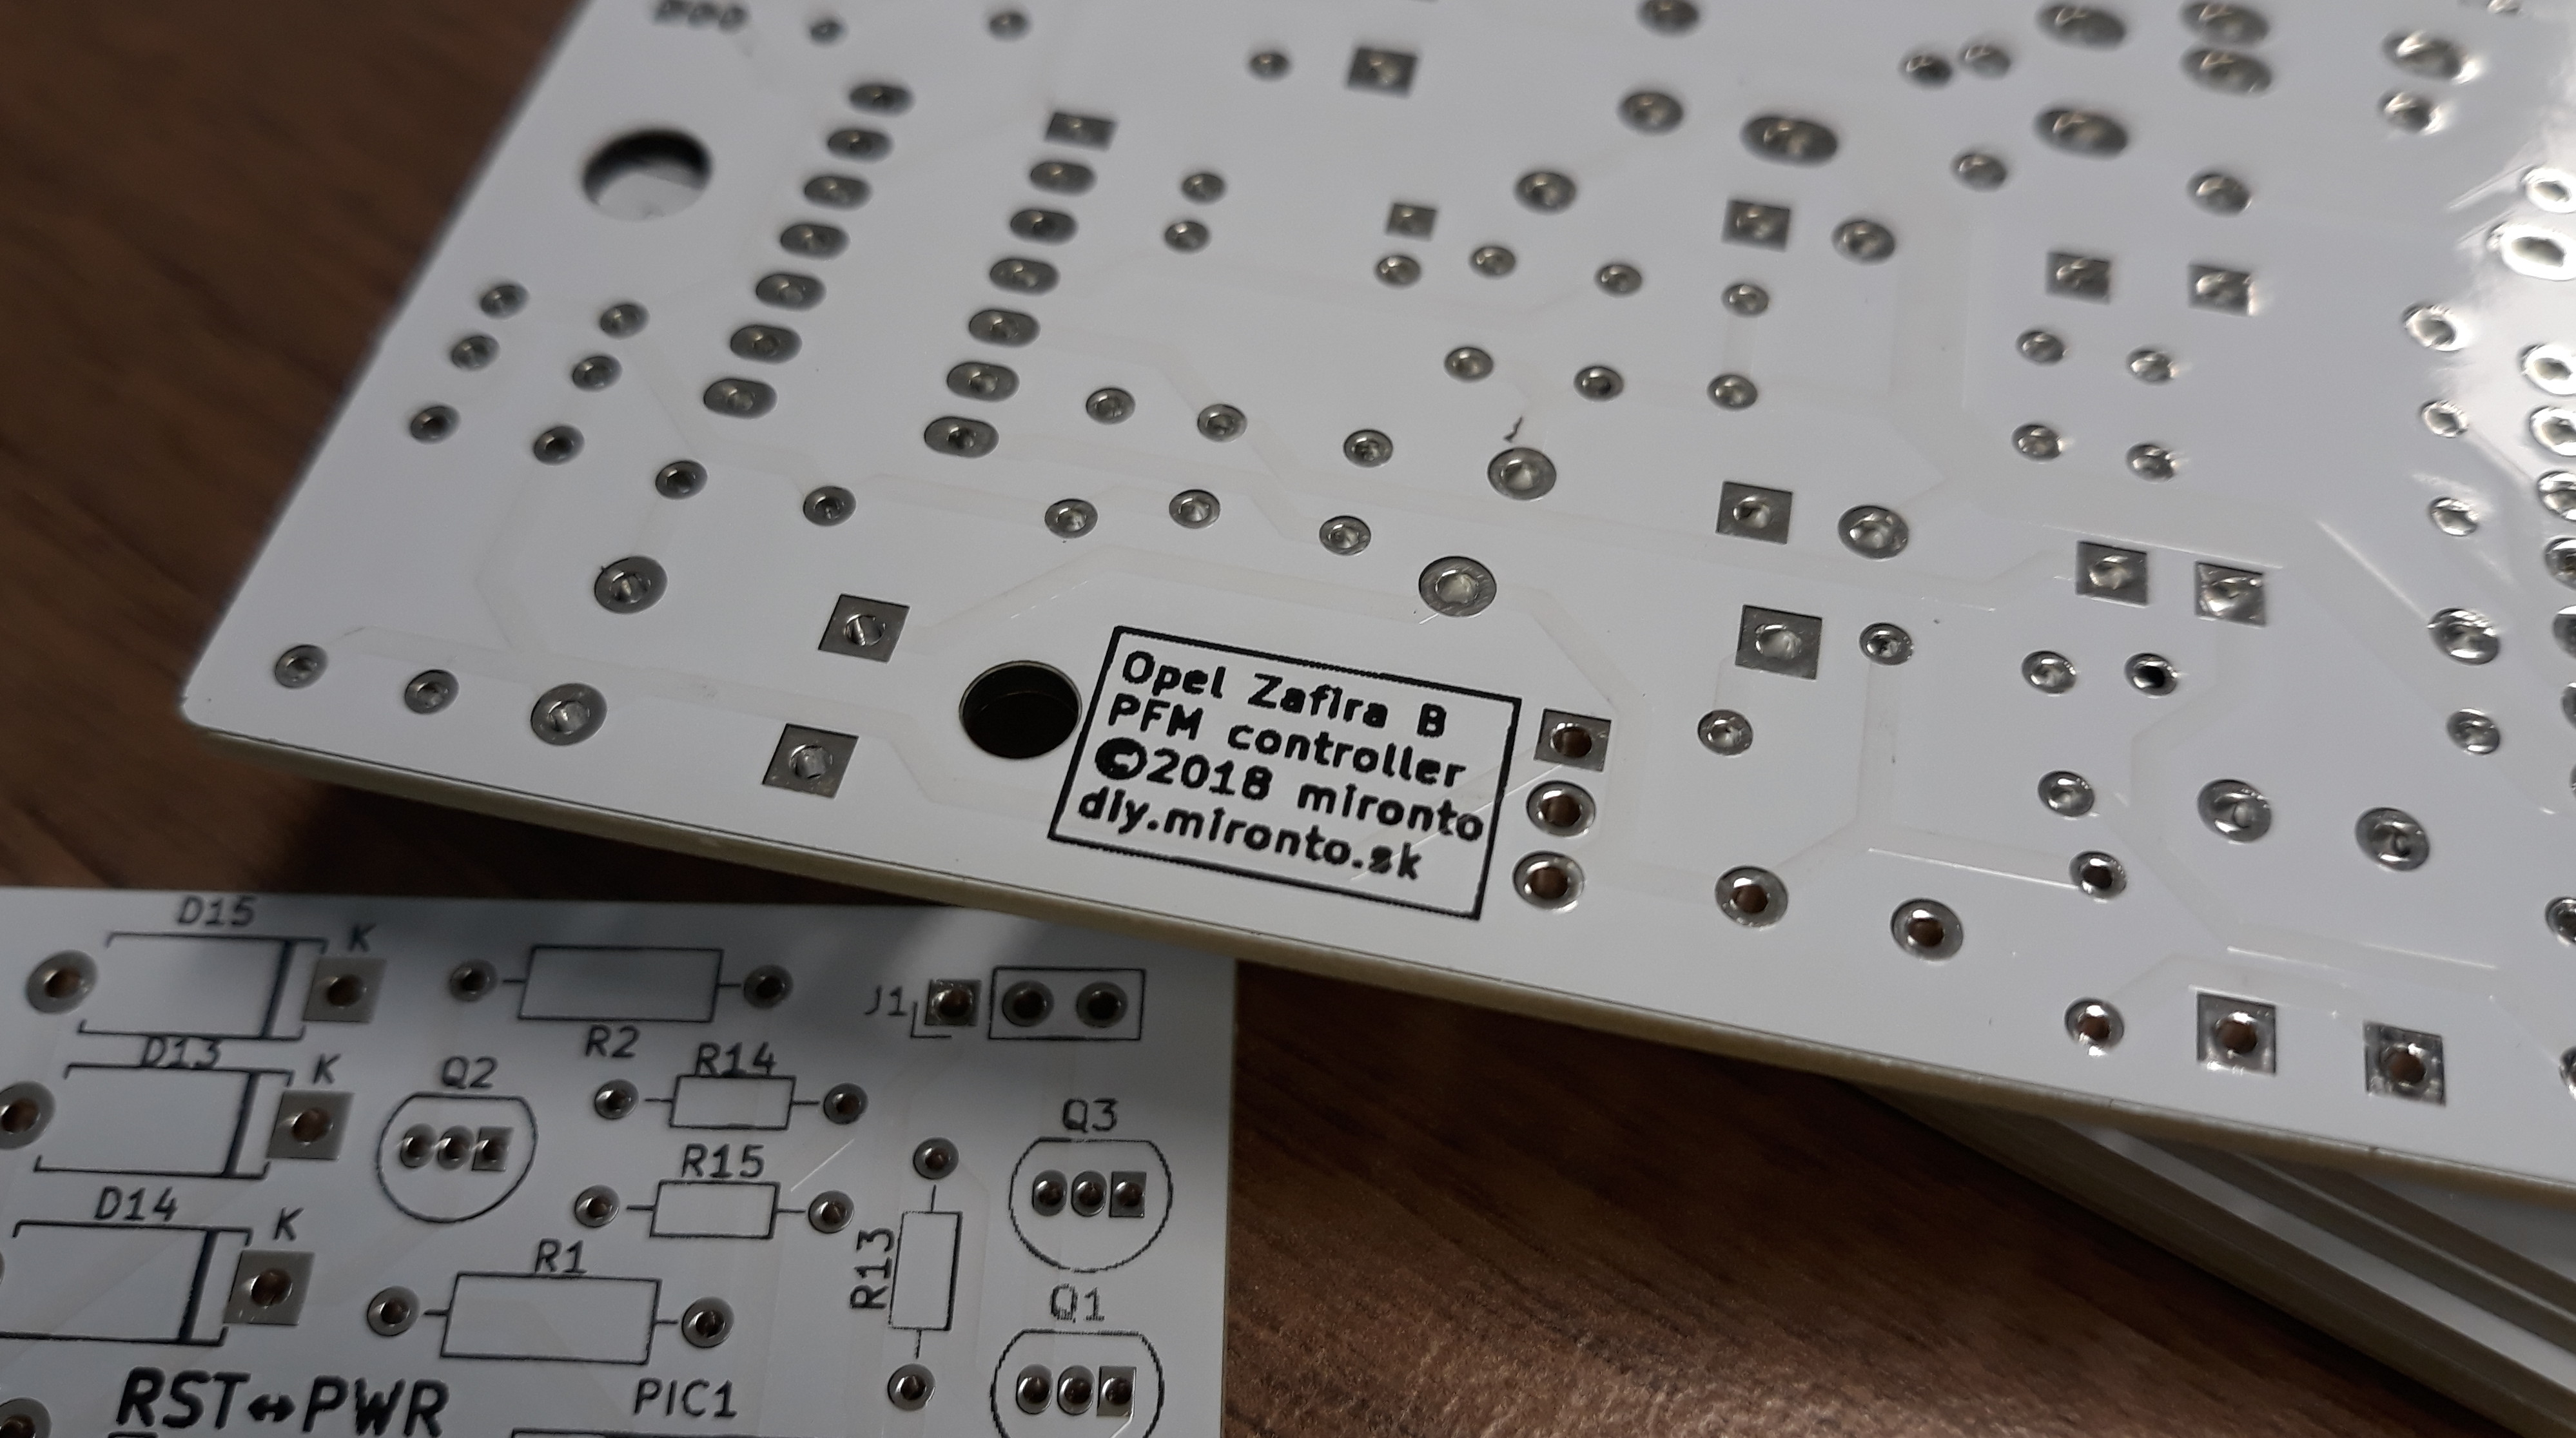 Opel Zafira B
PFM controller
©2018 mironto
diy.mironto.sk
D15
K
R2
J1
D13
K
Q2
R14
Q3
R15
D14
K
R13
R1
Q1
RST↔PWR
PIC1